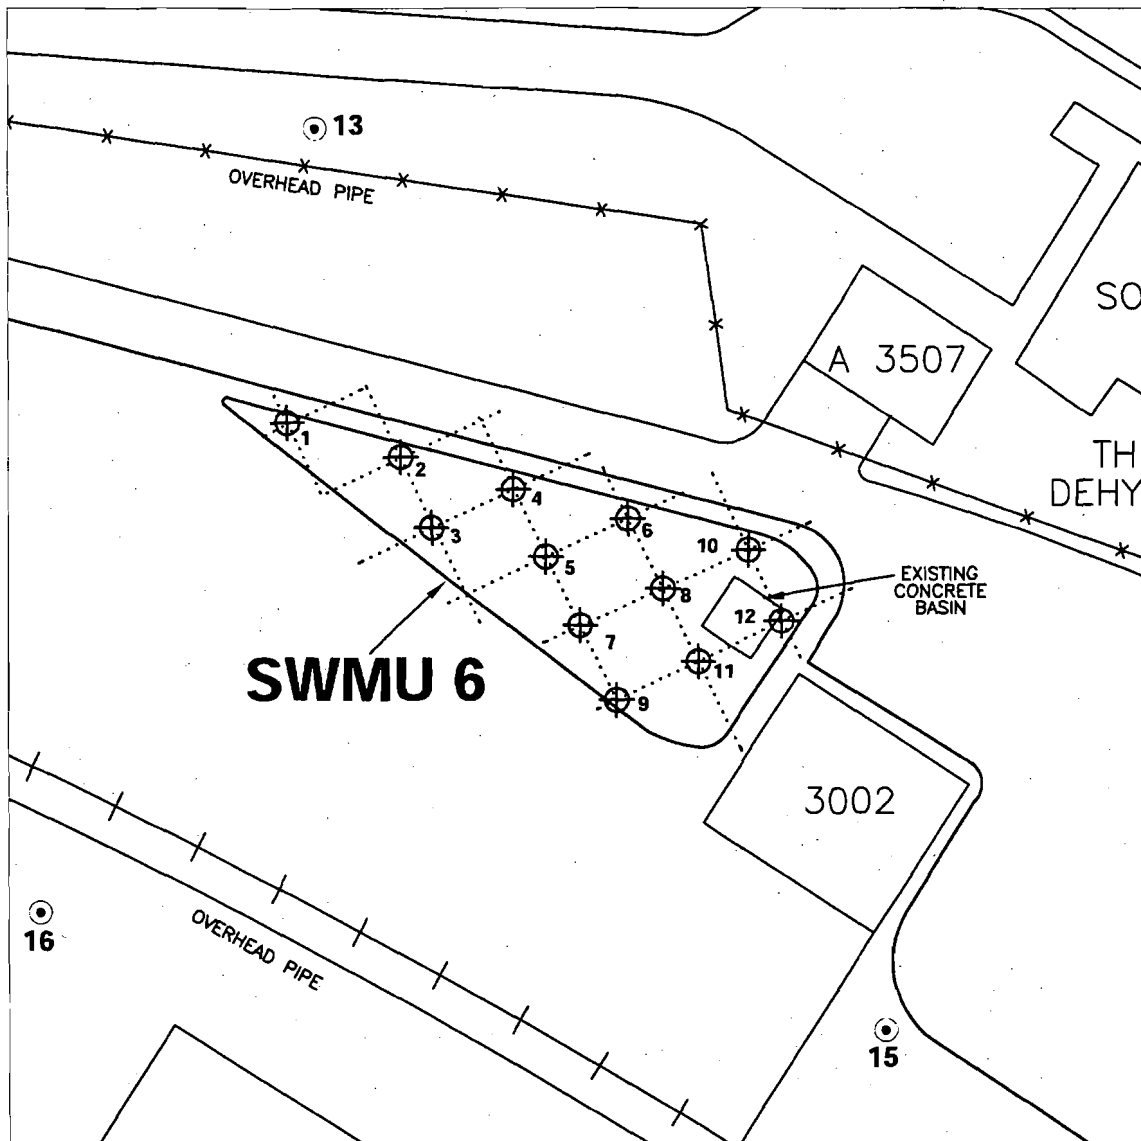 13
OVERHEAD PIPE
SO
A 3507
1
2
TH
4
DEHY
6
3
10
5
EXISTING
CONCRETE
BASIN
8
12
7
11
SWMU 6
9
3002
OVERHEAD PIPE
16
15